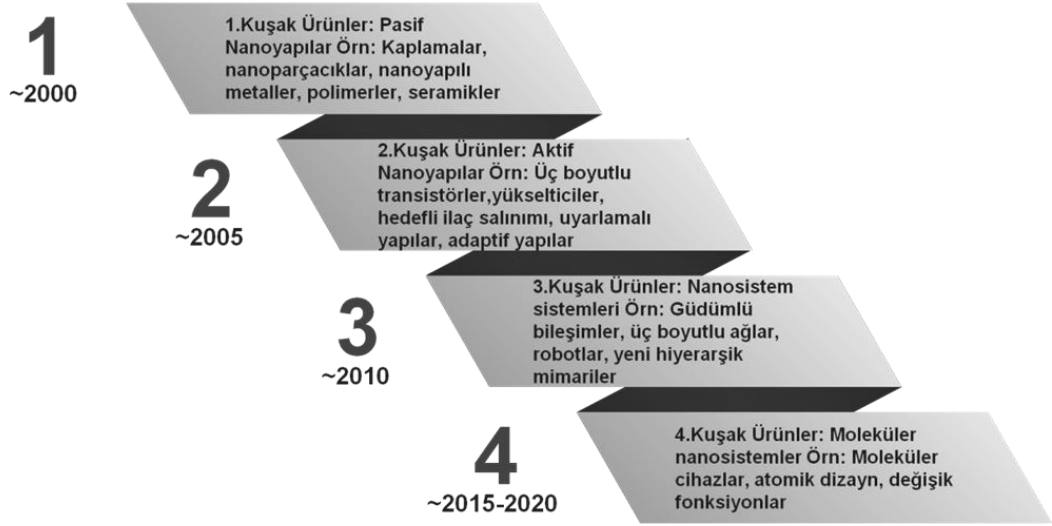 1
~2000
1.Kuşak Ürünler: Pasif
Nanoyapılar Örn: Kaplamalar,
nanoparçacıklar, nanoyapılı
metaller, polimerler, seramikler
2
~2005
2.Kuşak Ürünler: Aktif
Nanoyapılar Örn: Üç boyutlu
transistörler,yükselticiler,
hedefli ilaç salınımı, uyarlamalı
yapılar, adaptif yapılar
3
~2010
3.Kuşak Ürünler: Nanosistem
sistemleri Örn: Güdümlü
bileşimler, üç boyutlu ağlar,
robotlar, yeni hiyerarşik
mimariler
4
~2015-2020
4.Kuşak Ürünler: Moleküler
nanosistemler Örn: Moleküler
cihazlar, atomik dizayn, değişik
fonksiyonlar